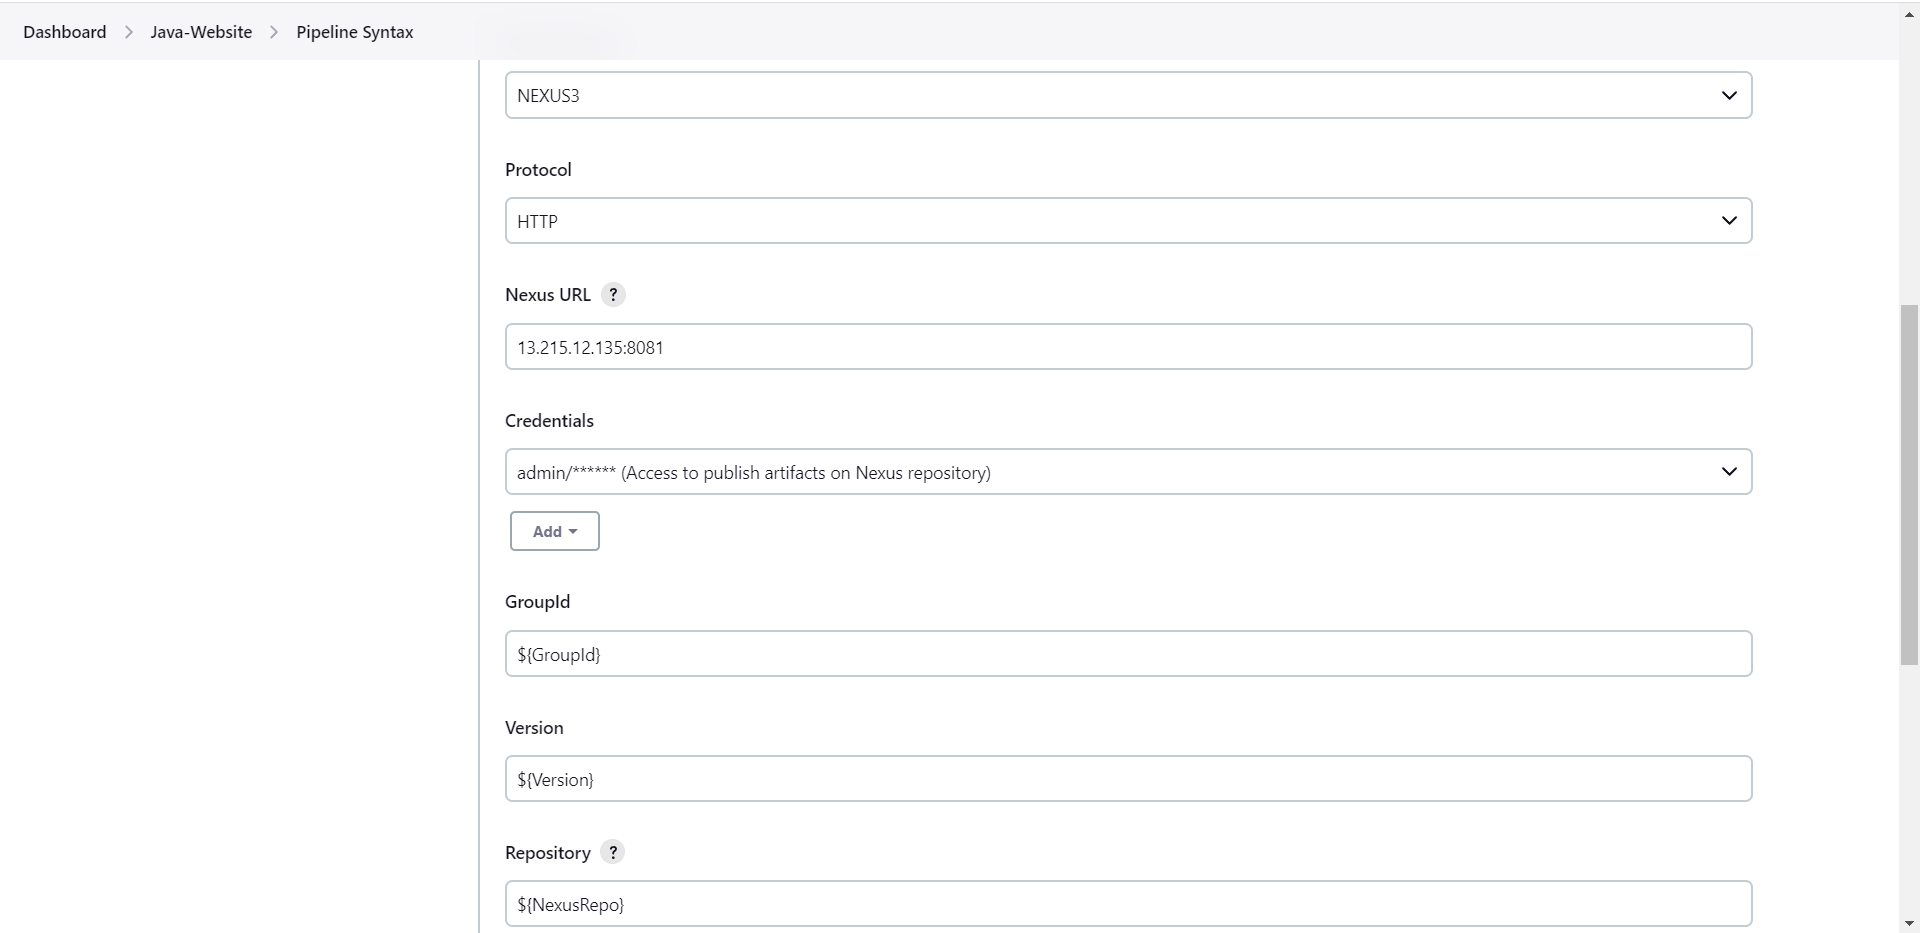 Dashboard > Java-Website > Pipeline Syntax
NEXUS3
Protocol
HTTP
Nexus URL ?
13.215.12.135:8081
Credentials
admin/****** (Access to publish artifacts on Nexus repository)
Add
GroupId
${GroupId}
Version
${Version}
Repository ?
${NexusRepo}